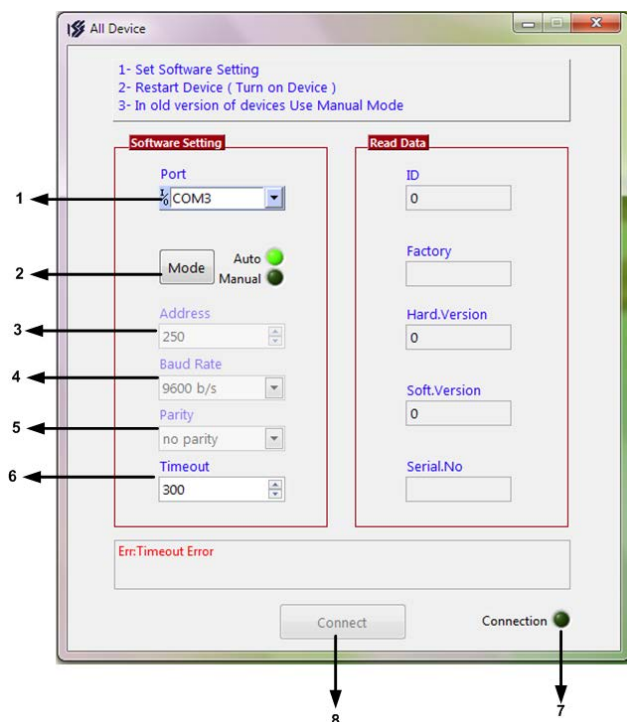 All Device
1- Set Software Setting
2- Restart Device ( Turn on Device )
3- In old version of devices Use Manual Mode
Software Setting
Port
COM3
Mode
Auto
Manual
Address
250
Baud Rate
9600 b/s
Parity
no parity
Timeout
300
Read Data
ID
0
Factory
Hard.Version
0
Soft.Version
0
Serial.No
Err:Timeout Error
Connect
Connection
1
2
3
4
5
6
7
8